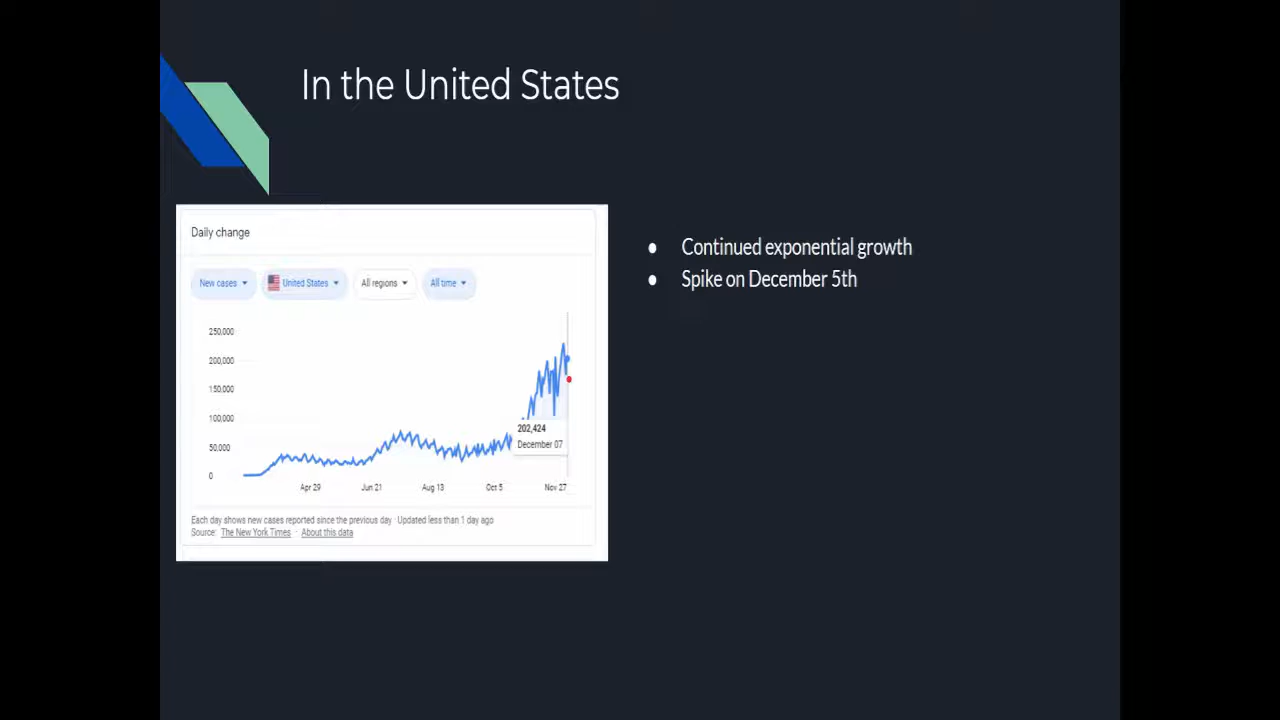 In the United States
Daily change
New cases United States All regions All time
250,000
200,000
150,000
100,000
50,000
0
202,424
December 07
Apr 29 Jun 21 Aug 13 Oct 5 Nov 27
Each day shows new cases reported since the previous day · Updated less than 1 day ago
Source: The New York Times · About this data
● Continued exponential growth
● Spike on December 5th